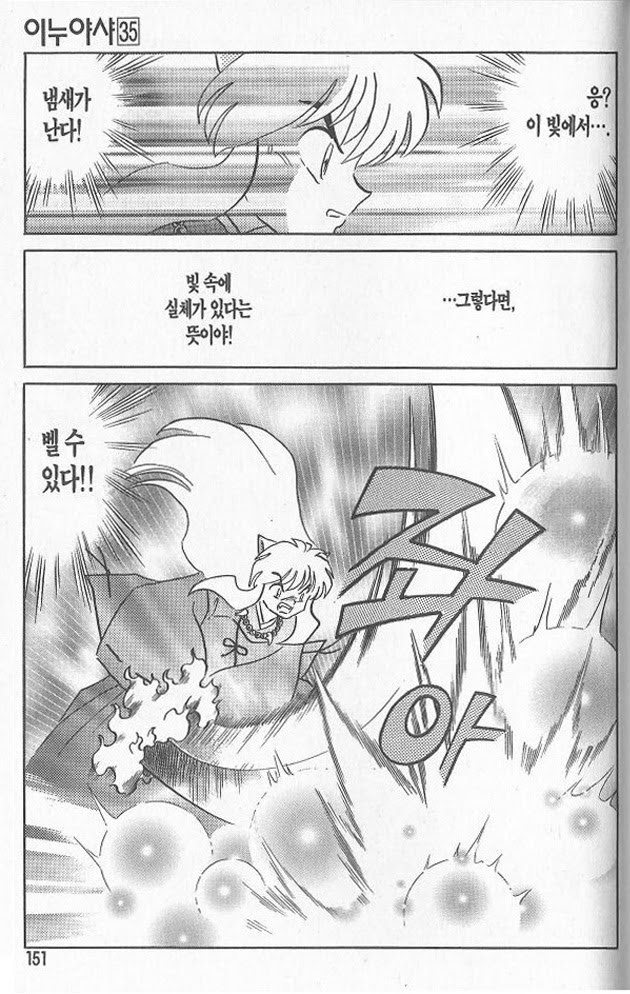 이누야샤 35
응?
이 빛에서….
냄새가
난다!
…그렇다면,
빛 속에
실체가 있다는
뜻이야!
벨 수
있다!!
콰
아
151